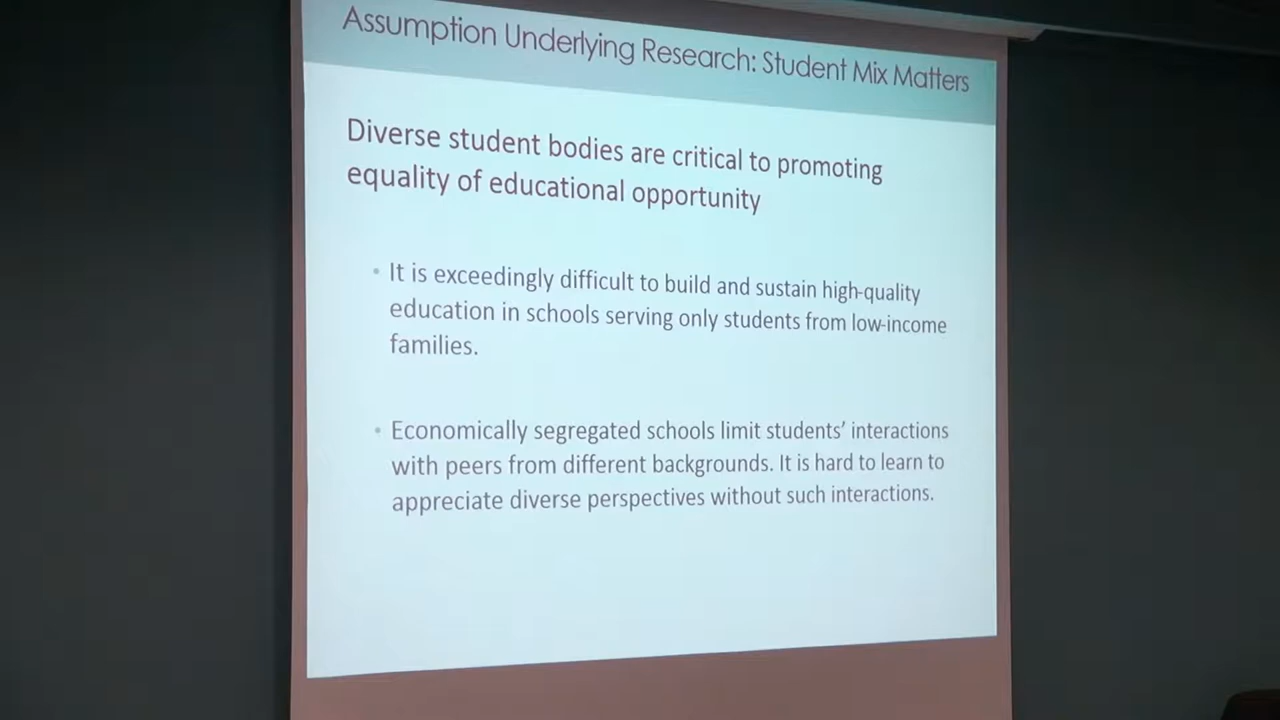 Assumption Underlying Research: Student Mix Matters
Diverse student bodies are critical to promoting
equality of educational opportunity
• It is exceedingly difficult to build and sustain high-quality
education in schools serving only students from low-income
families.
• Economically segregated schools limit students’ interactions
with peers from different backgrounds. It is hard to learn to
appreciate diverse perspectives without such interactions.